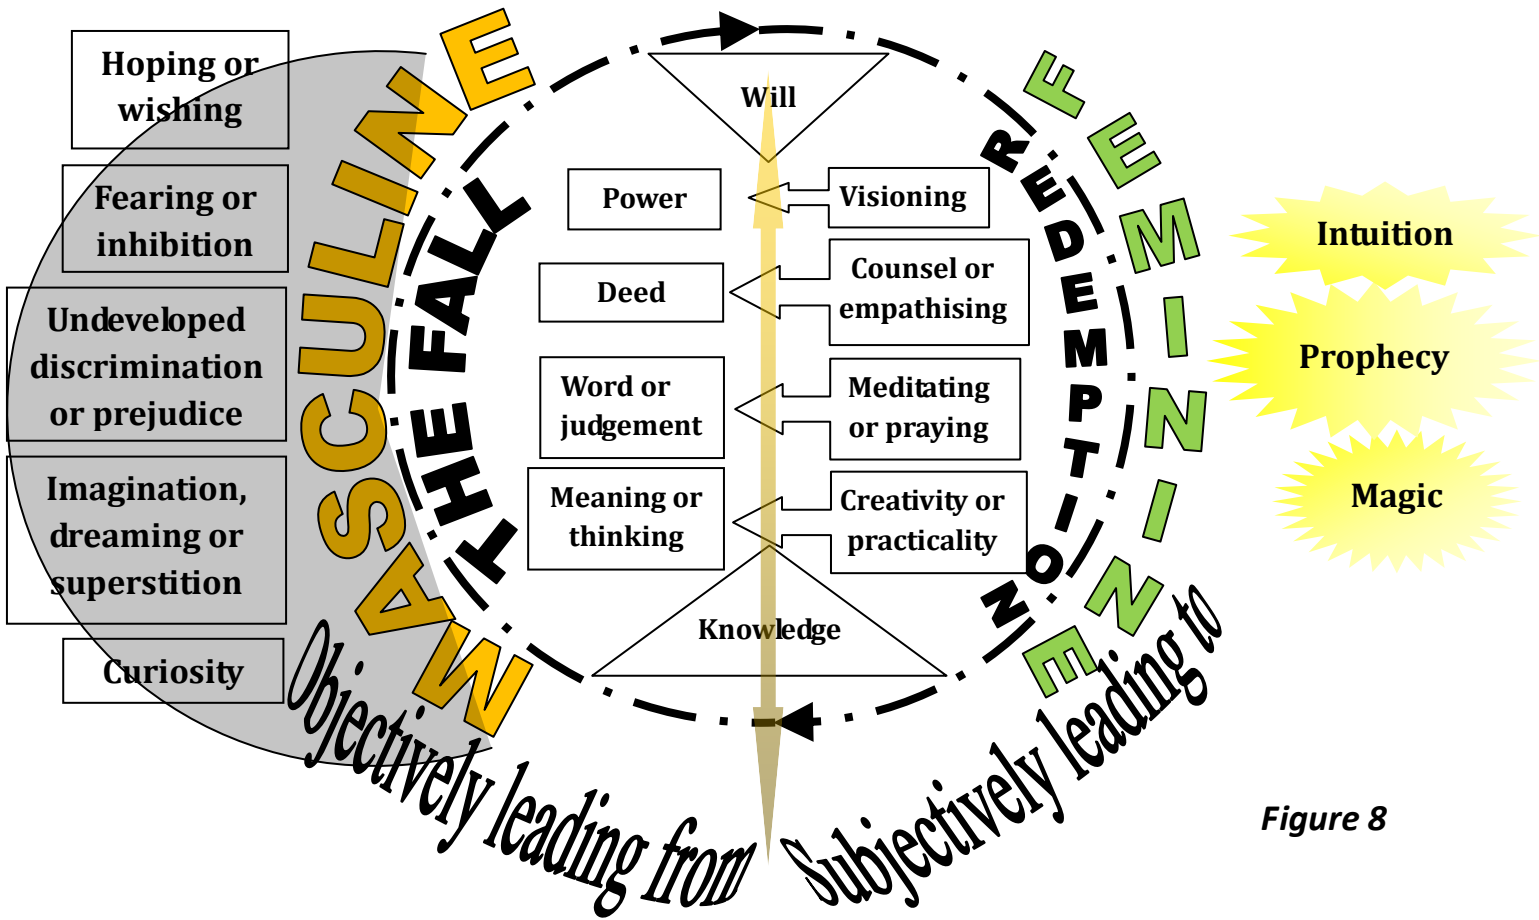 Hoping or
wishing
Fearing or
inhibition
Undeveloped
discrimination
or prejudice
Imagination,
dreaming or
superstition
Curiosity
MASCULINE
THE FALL
Will
Power
Visioning
Deed
Counsel or
empathising
Word or
judgement
Meditating
or praying
Meaning or
thinking
Creativity or
practicality
Knowledge
REDEMPTION
FEMININE
Intuition
Prophecy
Magic
Objectively leading from
Subjectively leading to
Figure 8